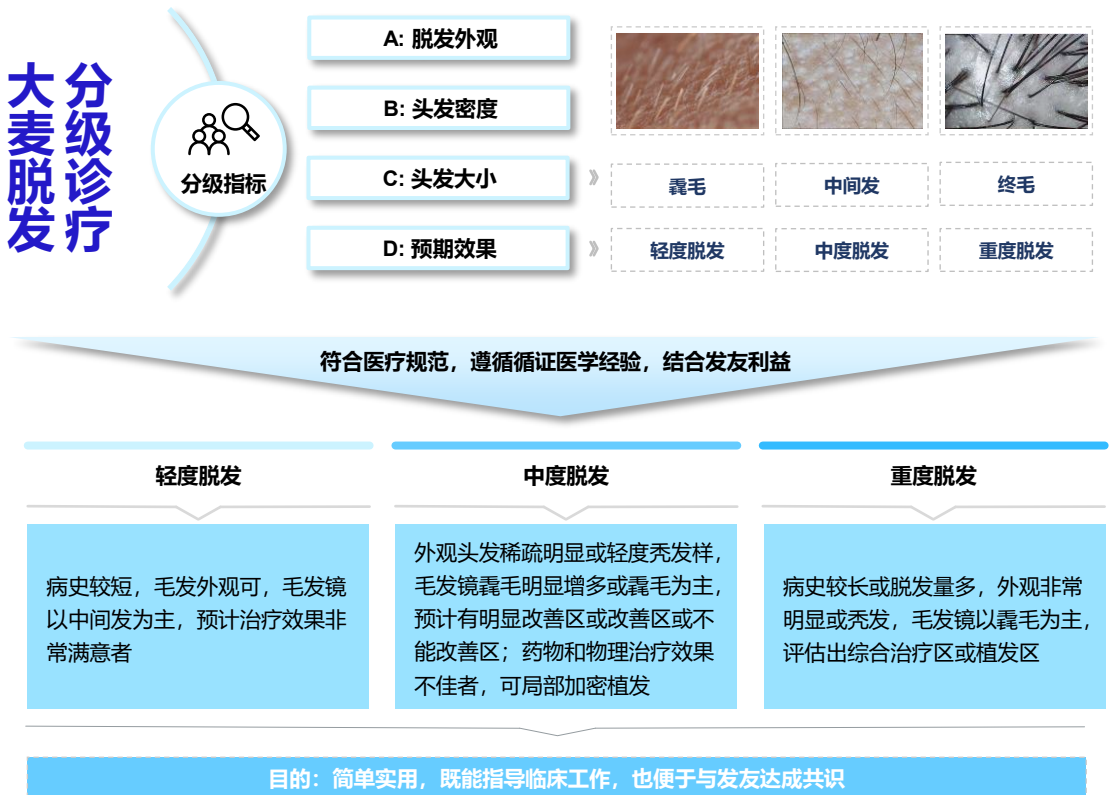 大麦脱发
分级诊疗
分级指标
A: 脱发外观
B: 头发密度
C: 头发大小
D: 预期效果
毳毛
中间发
终毛
轻度脱发
中度脱发
重度脱发
符合医疗规范，遵循循证医学经验，结合发友利益
轻度脱发
病史较短，毛发外观可，毛发镜
以中间发为主，预计治疗效果非
常满意者
中度脱发
外观头发稀疏明显或轻度秃发样，
毛发镜毳毛明显增多或毳毛为主，
预计有明显改善区或改善区或不
能改善区；药物和物理治疗效果
不佳者，可局部加密植发
重度脱发
病史较长或脱发量多，外观非常
明显或秃发，毛发镜以毳毛为主，
评估出综合治疗区或植发区
目的：简单实用，既能指导临床工作，也便于与发友达成共识